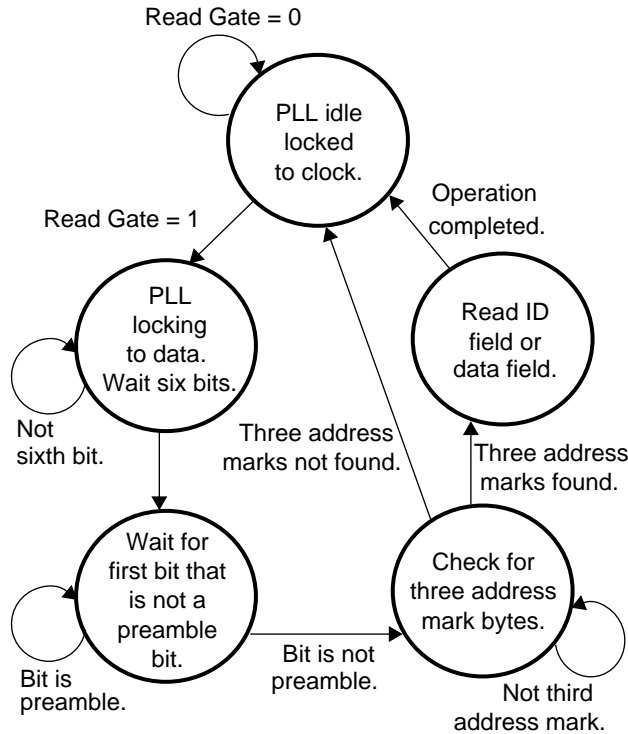 Read Gate = 0
PLL idle
locked
to clock.
Operation
completed.
Read Gate = 1
PLL
locking
to data.
Wait six bits.
Read ID
field or
data field.
Not
sixth bit.
Three address
marks not found.
Three address
marks found.
Wait for
first bit that
is not a
preamble
bit.
Check for
three address
mark bytes.
Bit is
preamble.
Bit is not
preamble.
Not third
address mark.